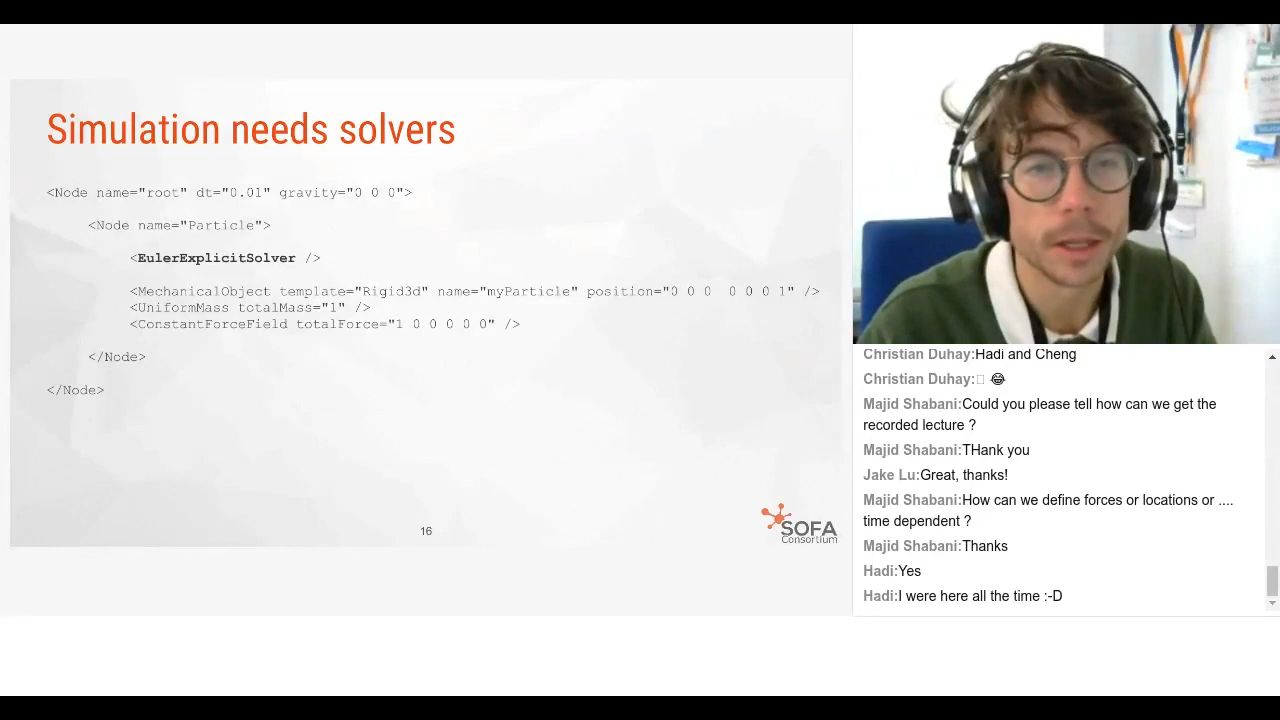 Simulation needs solvers
<Node name="root" dt="0.01" gravity="0 0 0">
<Node name="Particle">
<EulerExplicitSolver />
<MechanicalObject template="Rigid3d" name="myParticle" position="0 0 0  0 0 0 1" />
<UniformMass totalMass="1" />
<ConstantForceField totalForce="1 0 0 0 0 0" />
</Node>
</Node>
16
SOFA
Consortium
Christian Duhay:Hadi and Cheng
Christian Duhay:
Majid Shabani:Could you please tell how can we get the
recorded lecture ?
Majid Shabani:THank you
Jake Lu:Great, thanks!
Majid Shabani:How can we define forces or locations or ....
time dependent ?
Majid Shabani:Thanks
Hadi:Yes
Hadi:I were here all the time :-D